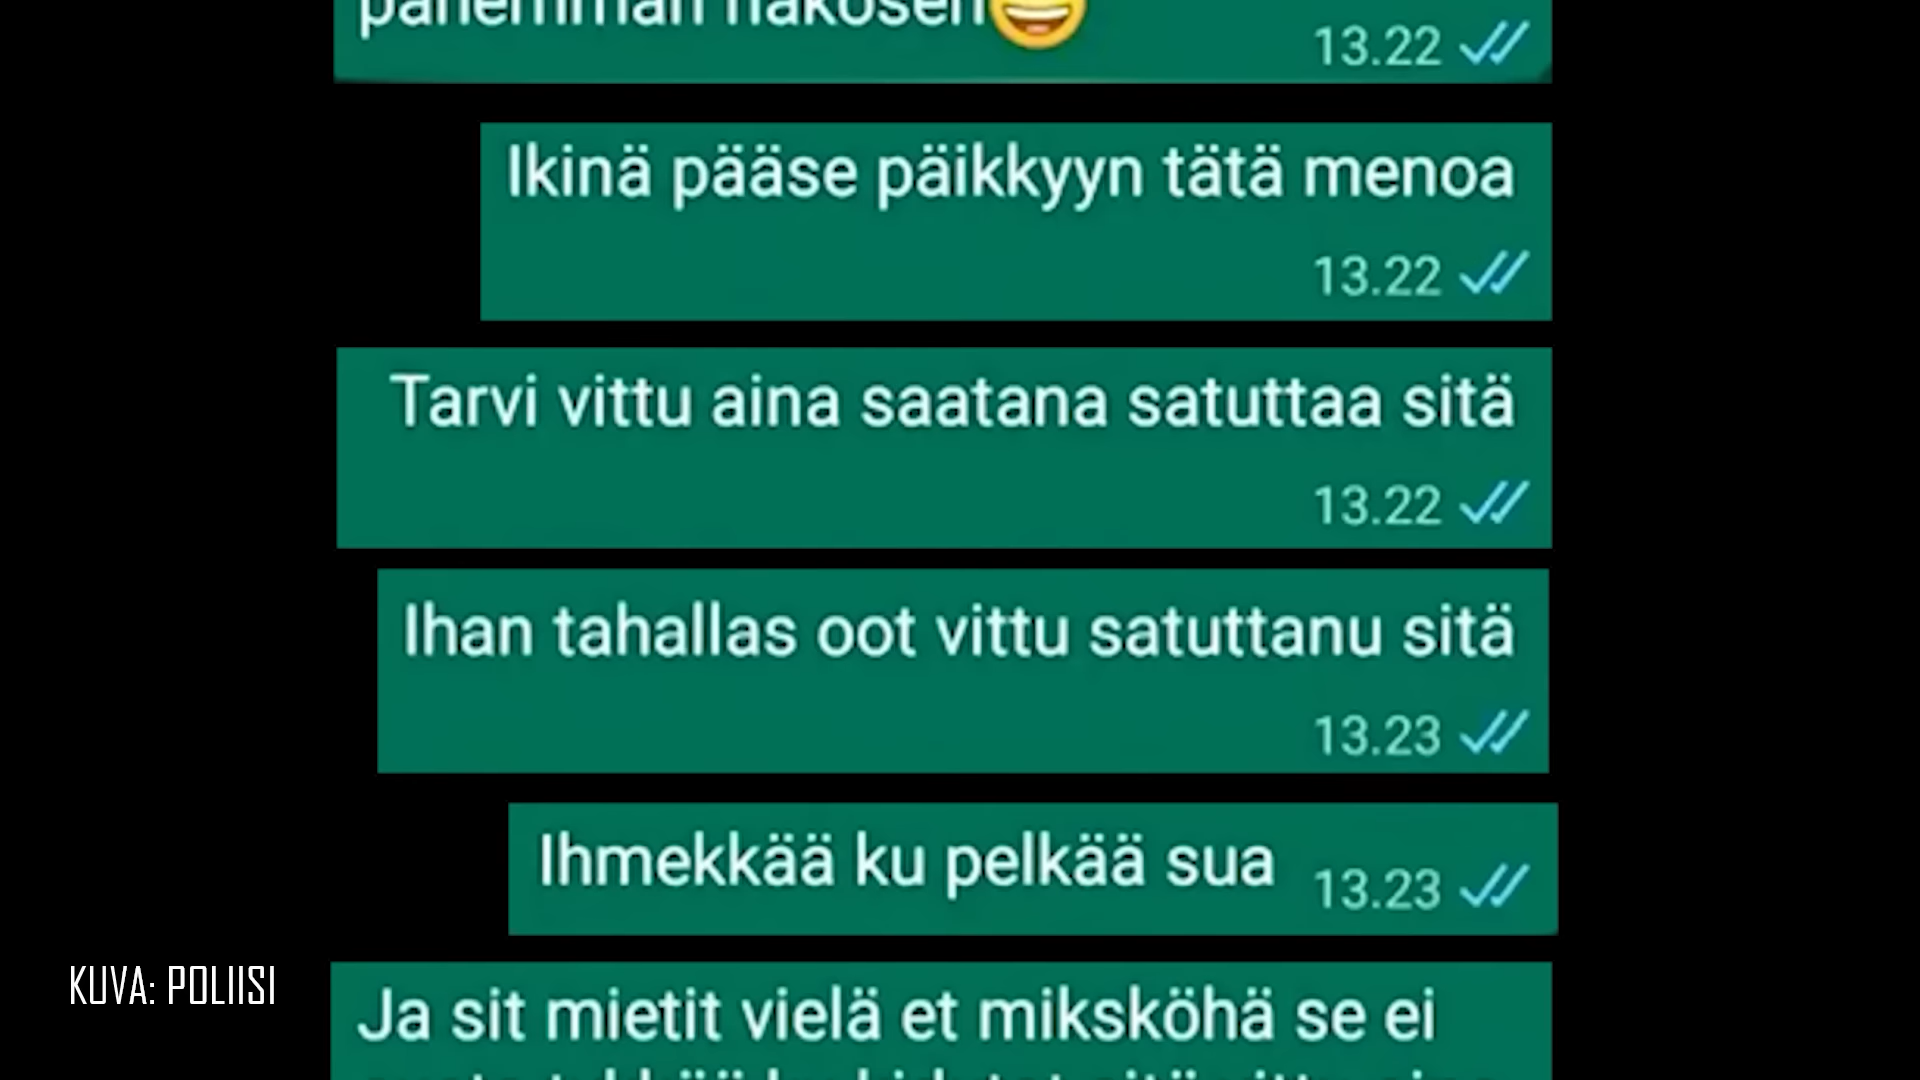 panemman näkösen😄
13.22
Ikinä pääse päikkyyn tätä menoa
13.22
Tarvi vittu aina saatana satuttaa sitä
13.22
Ihan tahallas oot vittu satuttanu sitä
13.23
Ihmekkää ku pelkää sua 13.23
KUVA: POLIISI
Ja sit mietit vielä et miksköhä se ei